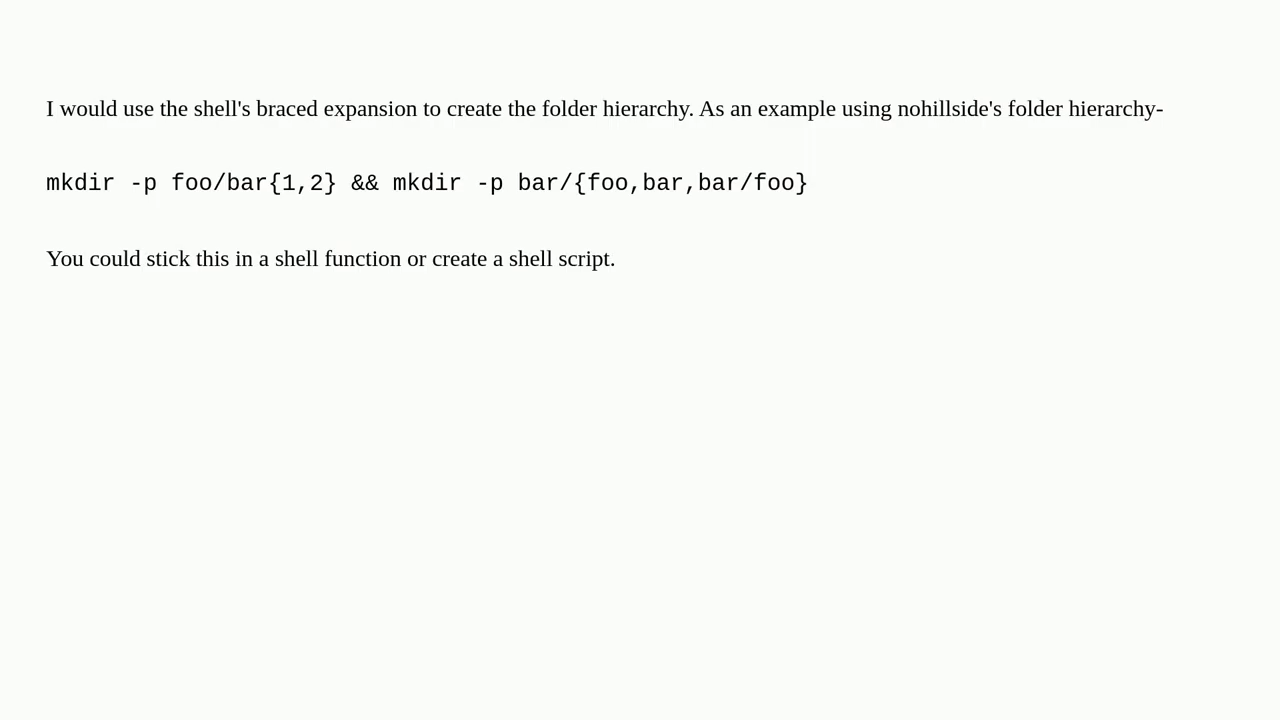 I would use the shell's braced expansion to create the folder hierarchy. As an example using nohillside's folder hierarchy-
mkdir -p foo/bar{1,2} && mkdir -p bar/{foo,bar,bar/foo}
You could stick this in a shell function or create a shell script.